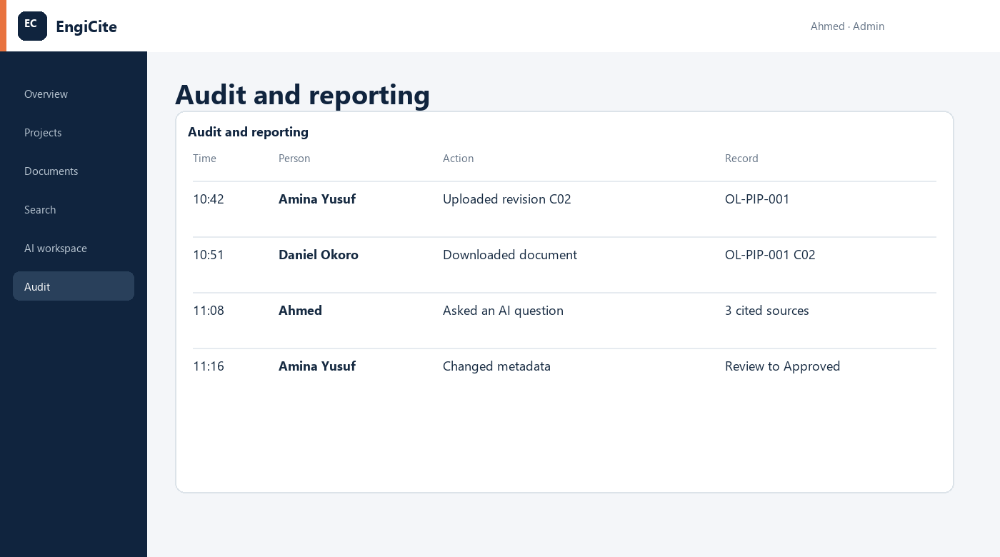 EC EngiCite Ahmed · Admin
Overview
Projects
Documents
Search
AI workspace
Audit
Audit and reporting
Audit and reporting
Time Person Action Record
10:42 Amina Yusuf Uploaded revision C02 OL-PIP-001
10:51 Daniel Okoro Downloaded document OL-PIP-001 C02
11:08 Ahmed Asked an AI question 3 cited sources
11:16 Amina Yusuf Changed metadata Review to Approved